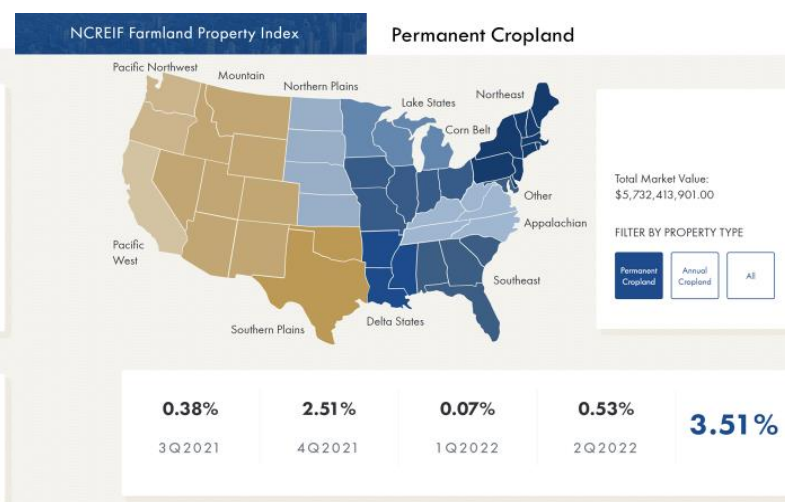 NCREIF Farmland Property Index
Permanent Cropland
Pacific Northwest
Mountain
Northern Plains
Lake States
Northeast
Corn Belt
Other
Appalachian
Pacific
West
Southeast
Southern Plains
Delta States
Total Market Value:
$5,732,413,901.00
FILTER BY PROPERTY TYPE
Permanent
Cropland
Annual
Cropland
All
0.38%
2.51%
0.07%
0.53%
3.51%
3Q2021
4Q2021
1Q2022
2Q2022